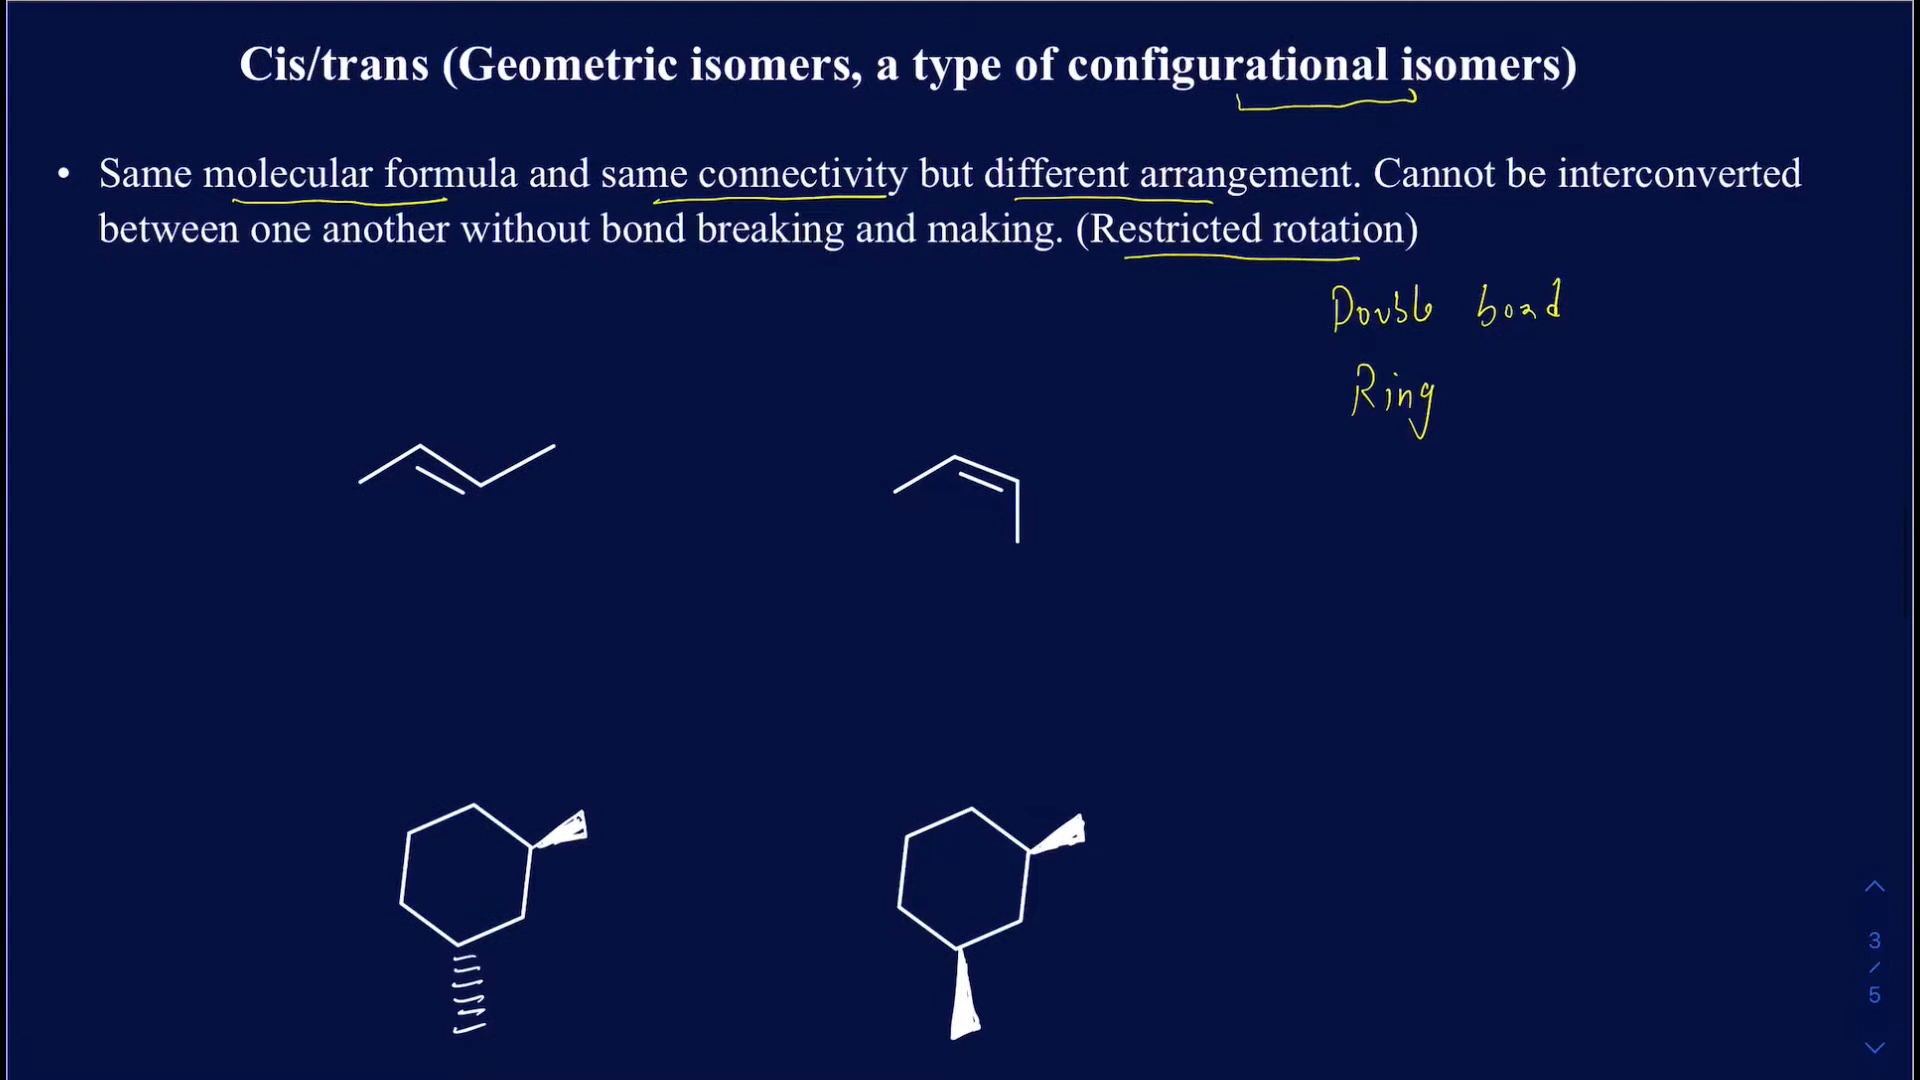 Cis/trans (Geometric isomers, a type of configurational isomers)
• Same molecular formula and same connectivity but different arrangement. Cannot be interconverted
between one another without bond breaking and making. (Restricted rotation)
Double bond
Ring
3
/
5